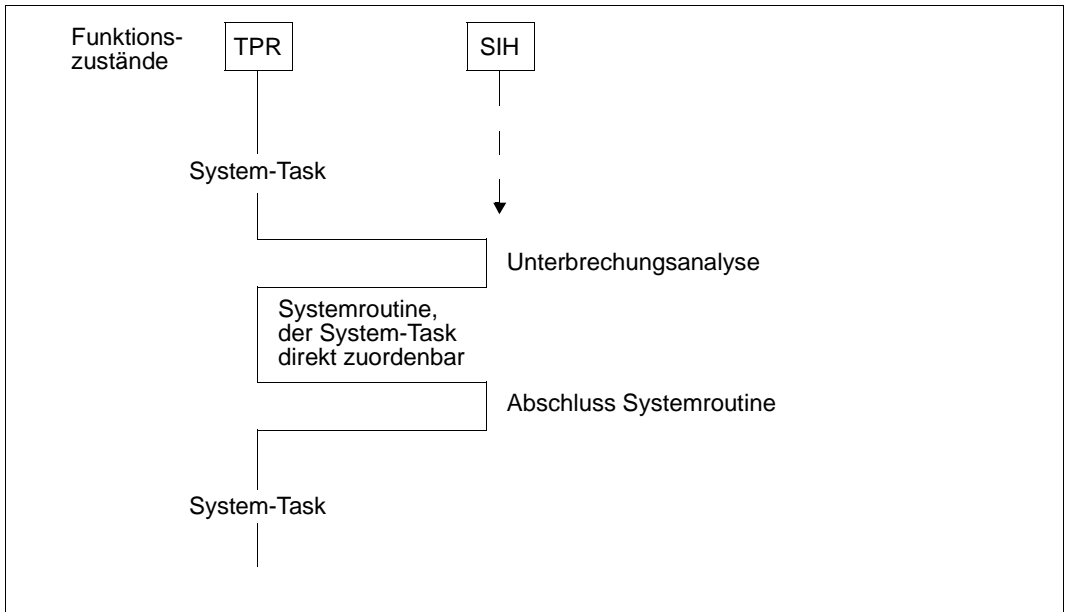 Funktions-
zustände
TPR
SIH
System-Task
Unterbrechungsanalyse
Systemroutine,
der System-Task
direkt zuordenbar
Abschluss Systemroutine
System-Task